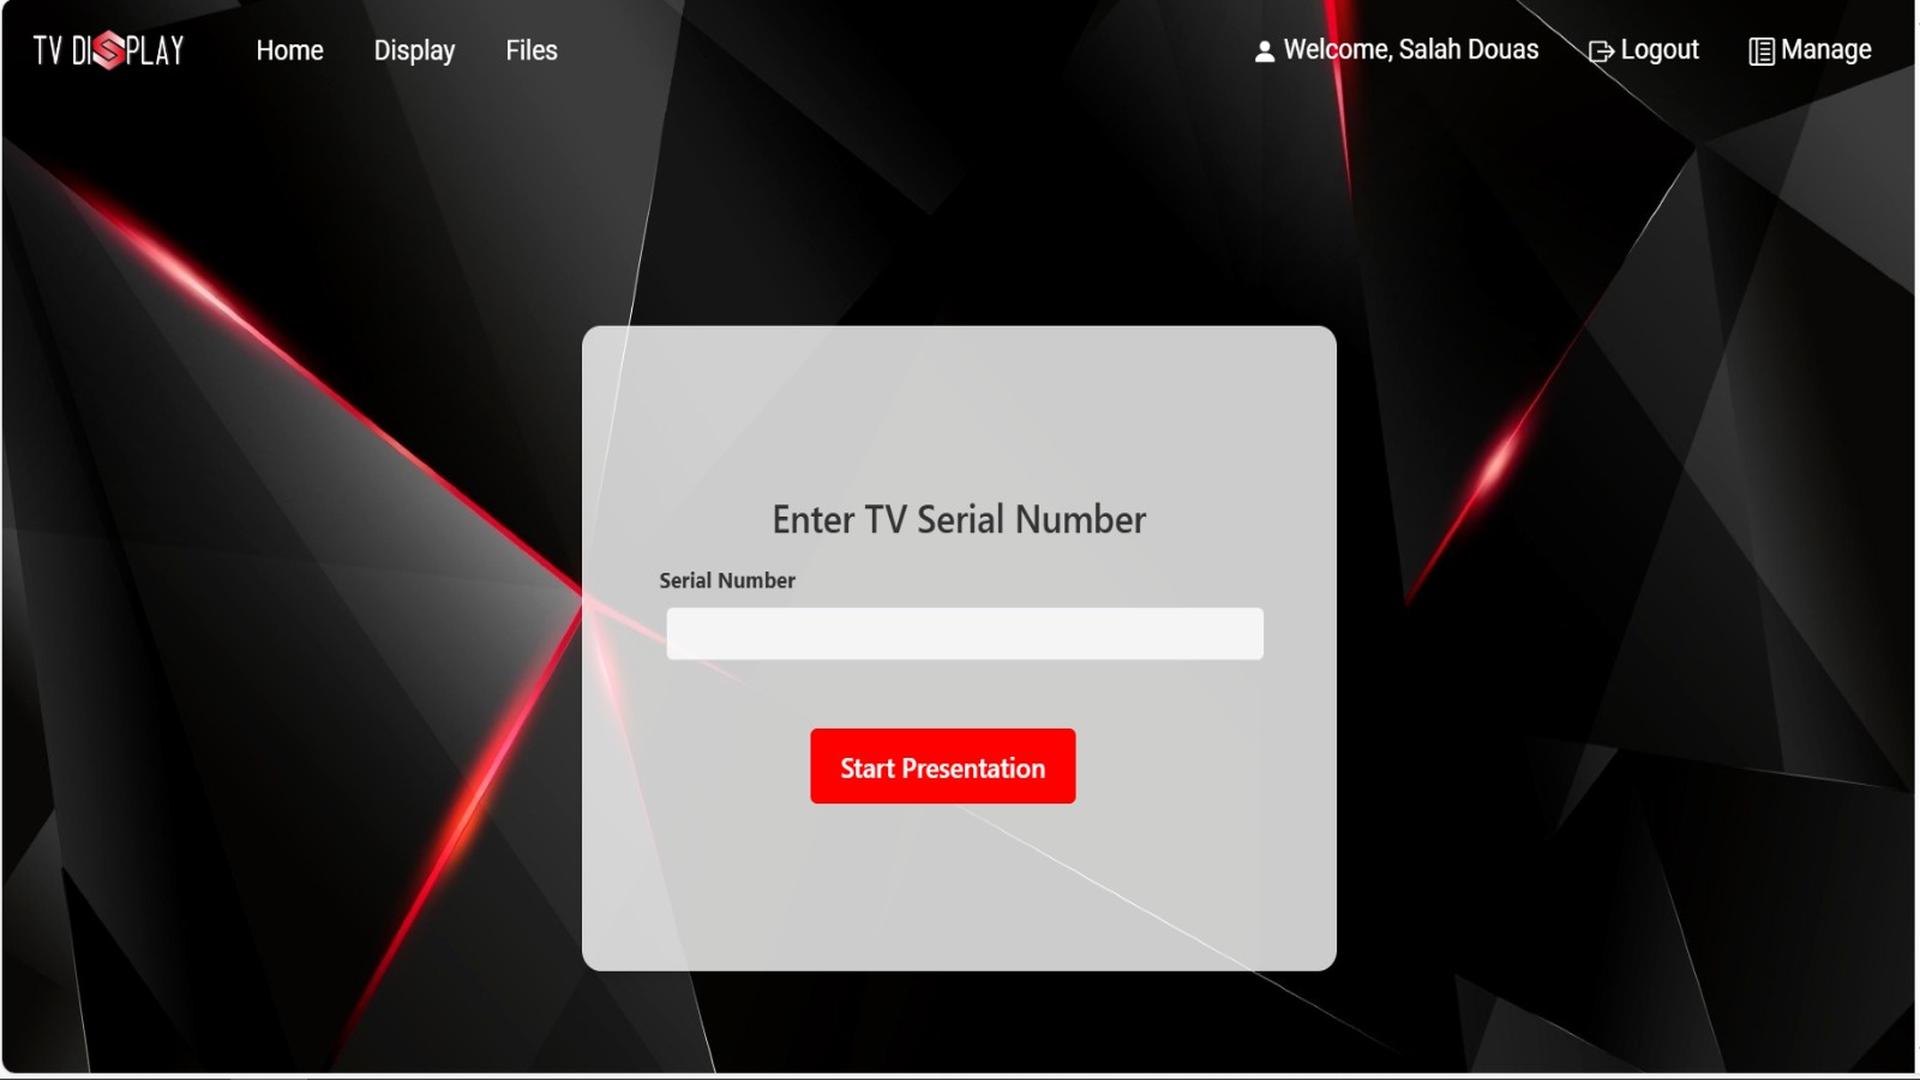 TV DISPLAY
Home
Display
Files
Welcome, Salah Douas
Logout
Manage
Enter TV Serial Number
Serial Number
Start Presentation